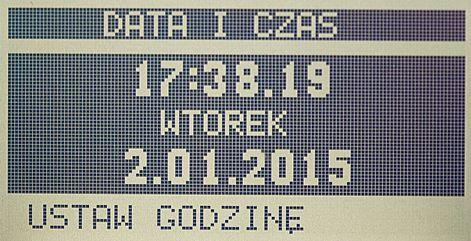 DATA I CZAS
17:38.19
WTOREK
2.01.2015
USTAW GODZINĘ